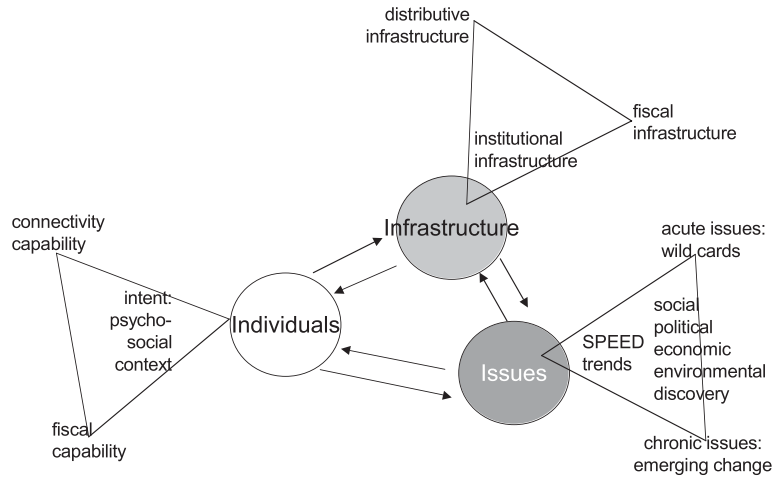 distributive
infrastructure
fiscal
infrastructure
institutional
infrastructure
Infrastructure
connectivity
capability
intent:
psycho-
social
context
Individuals
fiscal
capability
acute issues:
wild cards
SPEED
trends
social
political
economic
environmental
discovery
Issues
chronic issues:
emerging change